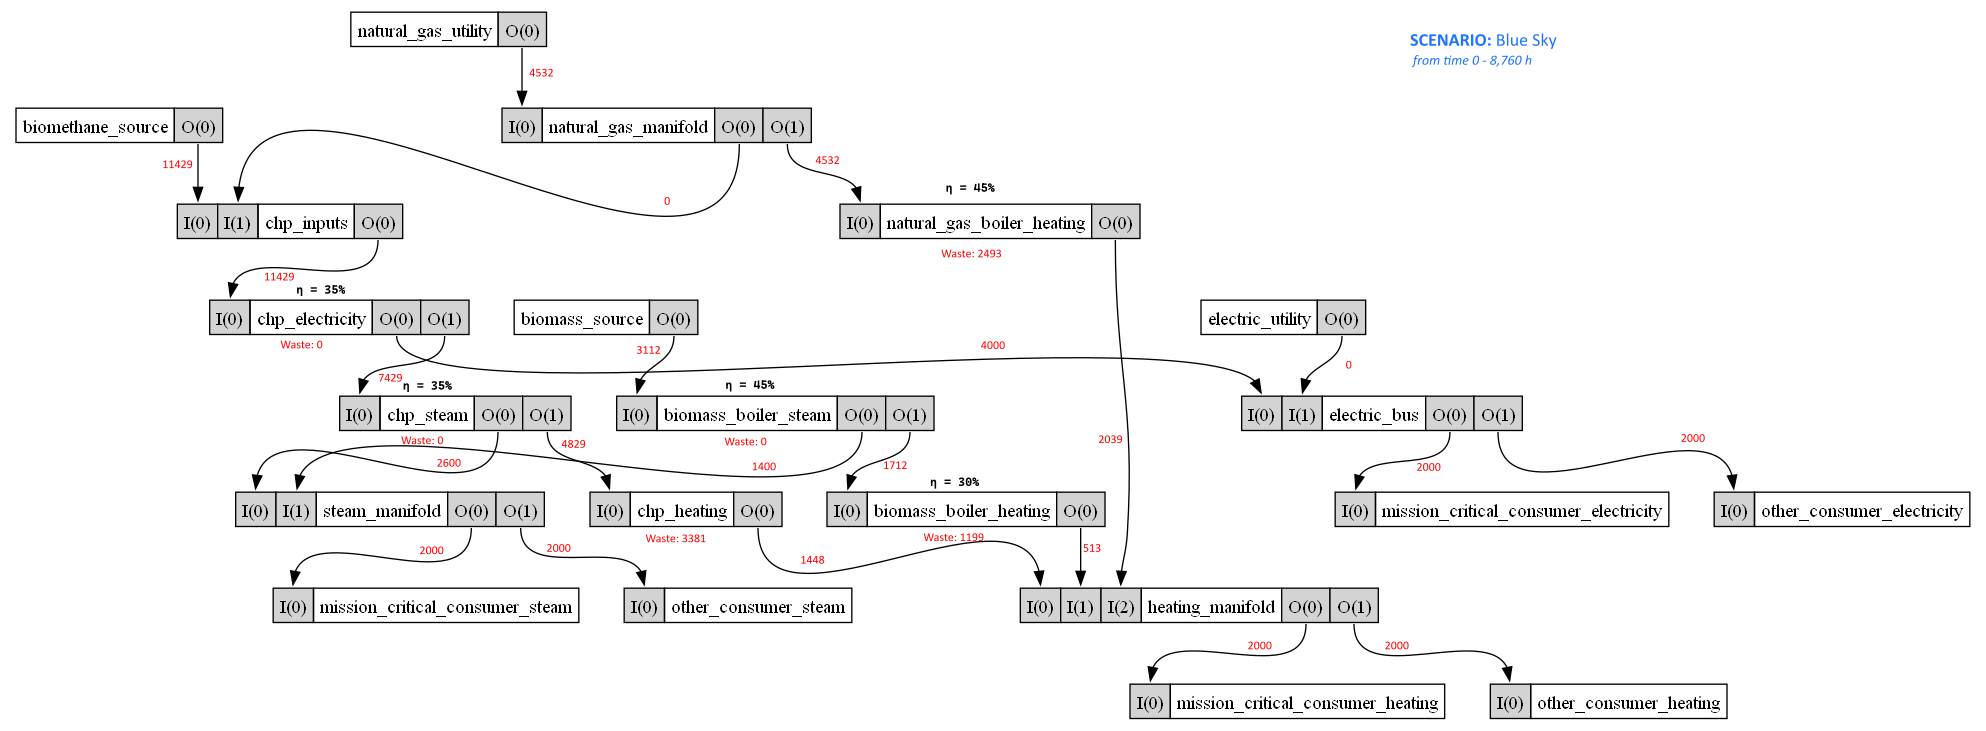 natural_gas_utility O(0)
SCENARIO: Blue Sky
from time 0 - 8,760 h
4532
biomethane_source O(0)
I(0) natural_gas_manifold O(0) O(1)
11429
4532
0
η = 45%
I(0) I(1) chp_inputs O(0)
I(0) natural_gas_boiler_heating O(0)
Waste: 2493
11429
η = 35%
I(0) chp_electricity O(0) O(1)
biomass_source O(0)
electric_utility O(0)
Waste: 0
3112
4000
0
7429
η = 35%
η = 45%
I(0) chp_steam O(0) O(1)
I(0) biomass_boiler_steam O(0) O(1)
I(0) I(1) electric_bus O(0) O(1)
Waste: 0
Waste: 0
4829
2039
2000
2600
1400
1712
2000
η = 30%
I(0) I(1) steam_manifold O(0) O(1)
I(0) chp_heating O(0)
I(0) biomass_boiler_heating O(0)
I(0) mission_critical_consumer_electricity
I(0) other_consumer_electricity
Waste: 3381
Waste: 1199
2000
2000
1448
513
I(0) mission_critical_consumer_steam
I(0) other_consumer_steam
I(0) I(1) I(2) heating_manifold O(0) O(1)
2000
2000
I(0) mission_critical_consumer_heating
I(0) other_consumer_heating